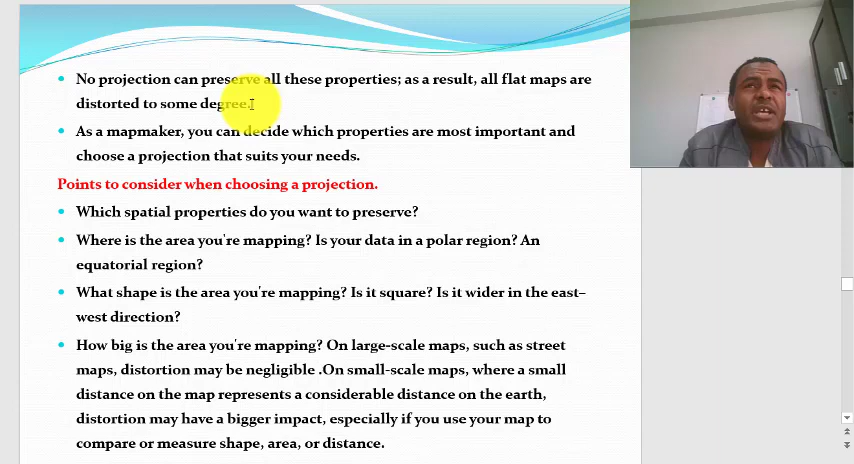 No projection can preserve all these properties; as a result, all flat maps are
distorted to some degree.
As a mapmaker, you can decide which properties are most important and
choose a projection that suits your needs.
Points to consider when choosing a projection.
Which spatial properties do you want to preserve?
Where is the area you're mapping? Is your data in a polar region? An
equatorial region?
What shape is the area you're mapping? Is it square? Is it wider in the east–
west direction?
How big is the area you're mapping? On large-scale maps, such as street
maps, distortion may be negligible .On small-scale maps, where a small
distance on the map represents a considerable distance on the earth,
distortion may have a bigger impact, especially if you use your map to
compare or measure shape, area, or distance.